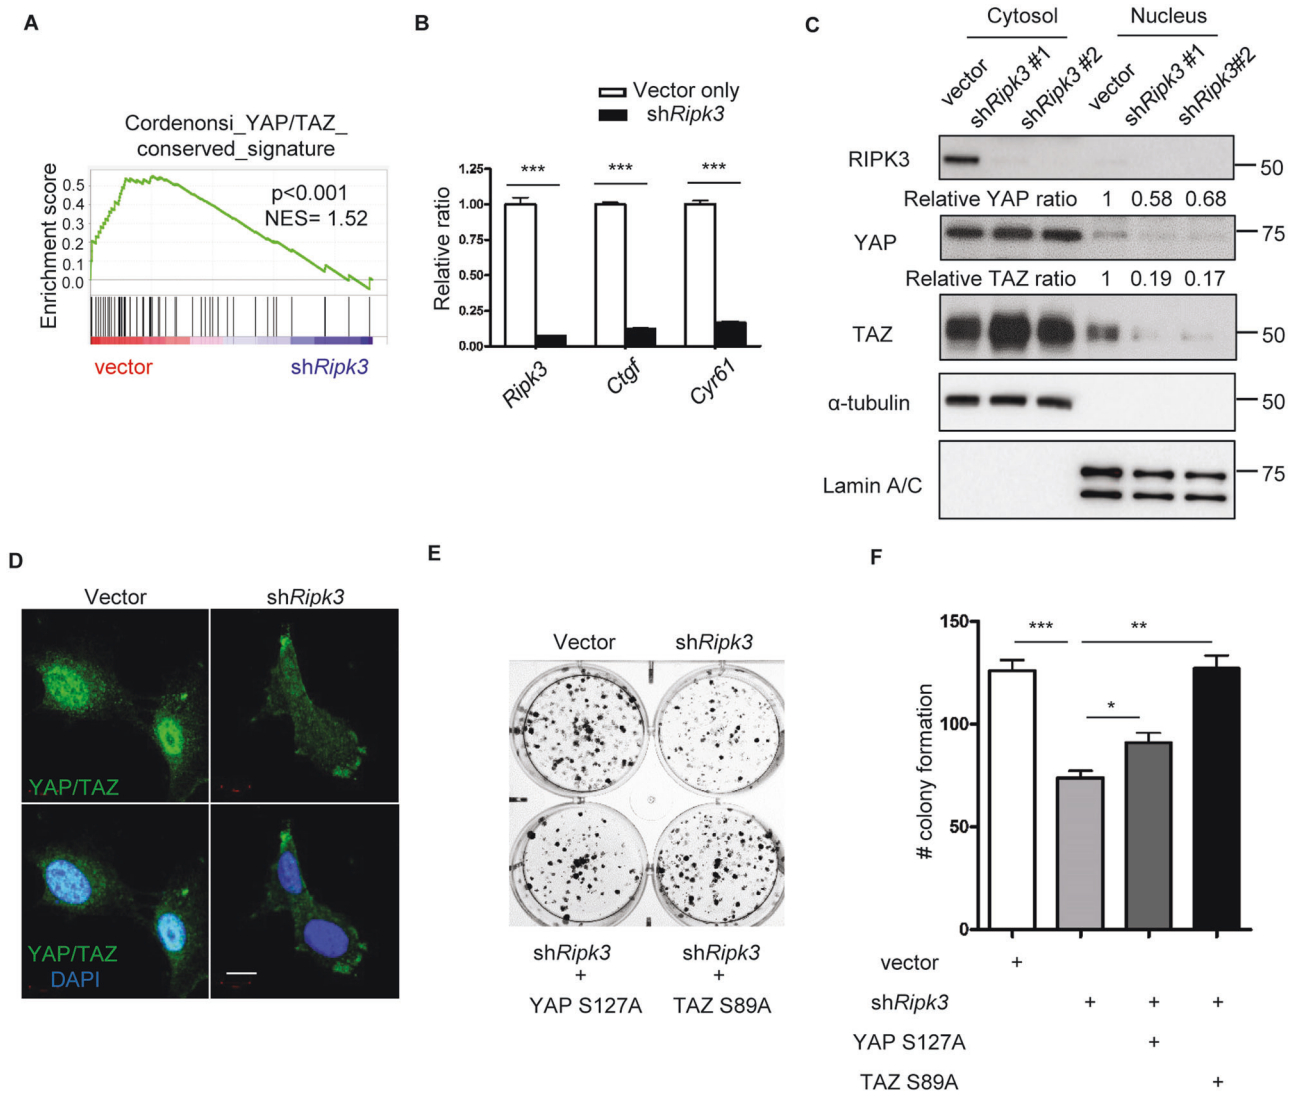 A
Cordenonsi_YAP/TAZ_
conserved_signature
Enrichment score
0.5
0.4
0.3
0.2
0.1
0.0
p<0.001
NES= 1.52
vector
shRipk3
B
Vector only
shRipk3
Relative ratio
1.25
1.00
0.75
0.50
0.25
0.00
***
***
***
Ripk3
Ctgf
Cyr61
C
Cytosol
Nucleus
vector
shRipk3 #1
shRipk3 #2
vector
shRipk3 #1
shRipk3#2
RIPK3
50
Relative YAP ratio 1 0.58 0.68
YAP
75
Relative TAZ ratio 1 0.19 0.17
TAZ
50
α-tubulin
50
Lamin A/C
75
D
Vector
shRipk3
YAP/TAZ
YAP/TAZ
DAPI
E
Vector
shRipk3
shRipk3
+
YAP S127A
shRipk3
+
TAZ S89A
F
# colony formation
150
100
50
0
***
**
*
vector +
shRipk3 + + +
YAP S127A +
TAZ S89A +